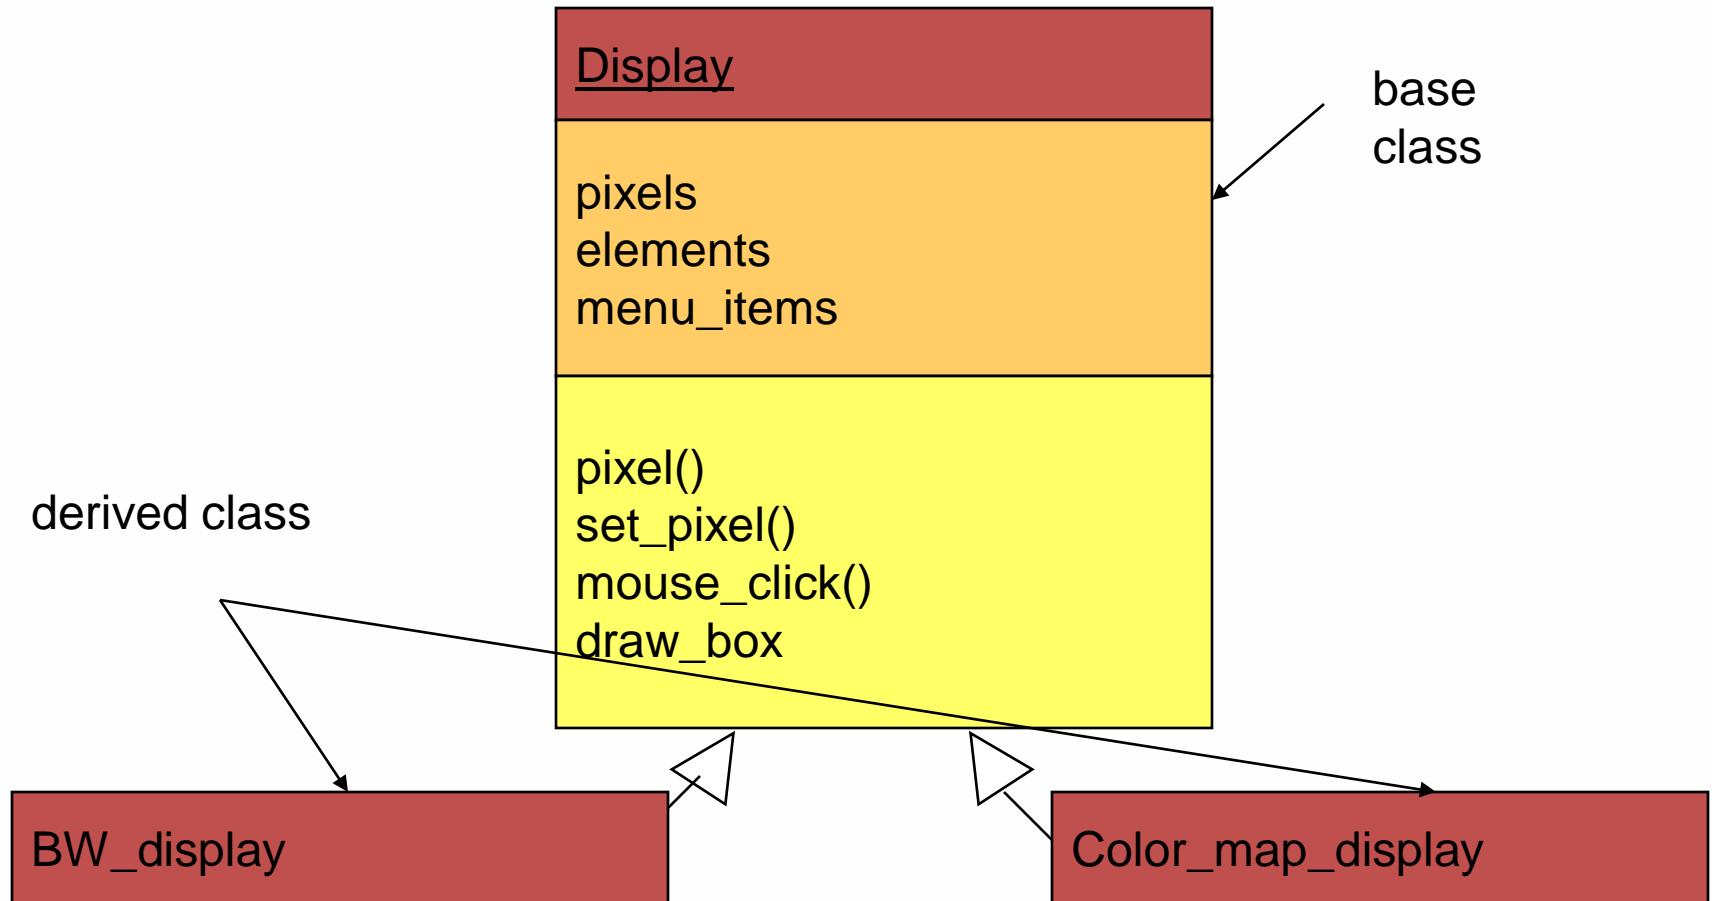 Display
base
class
pixels
elements
menu_items
pixel()
set_pixel()
mouse_click()
draw_box
derived class
BW_display
Color_map_display